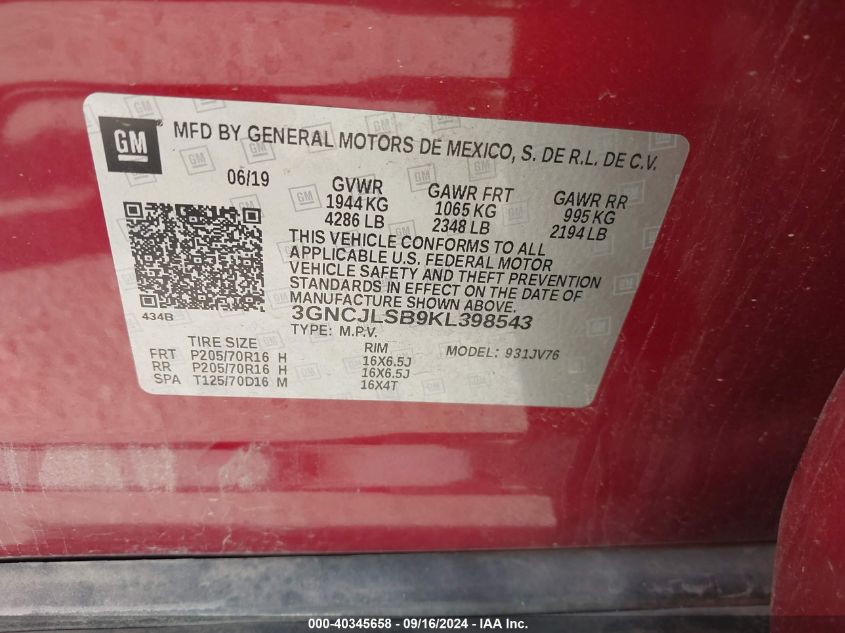 GM MFD BY GENERAL MOTORS DE MEXICO, S. DE R.L. DE C.V.
06/19 GVWR GAWR FRT GAWR RR
1944 KG 1065 KG 995 KG
4286 LB 2348 LB 2194 LB
THIS VEHICLE CONFORMS TO ALL
APPLICABLE U.S. FEDERAL MOTOR
VEHICLE SAFETY AND THEFT PREVENTION
STANDARDS IN EFFECT ON THE DATE OF
MANUFACTURE SHOWN ABOVE.
434B
3GNCJLSB9KL398543
TYPE: M.P.V.
TIRE SIZE RIM MODEL: 931JV76
FRT P205/70R16 H 16X6.5J
RR P205/70R16 H 16X6.5J
SPA T125/70D16 M 16X4T
000-40345658 - 09/16/2024 - IAA Inc.